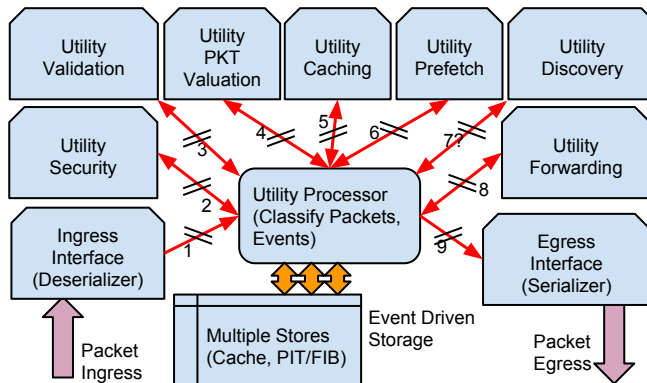 Utility
Validation
Utility
PKT
Valuation
Utility
Caching
Utility
Prefetch
Utility
Discovery
3
4
5
6
7?
Utility
Security
2
Utility Processor
(Classify Packets,
Events)
8
Utility
Forwarding
Ingress
Interface
(Deserializer)
1
9
Egress
Interface
(Serializer)
Multiple Stores
(Cache, PIT/FIB)
Event Driven
Storage
Packet
Ingress
Packet
Egress